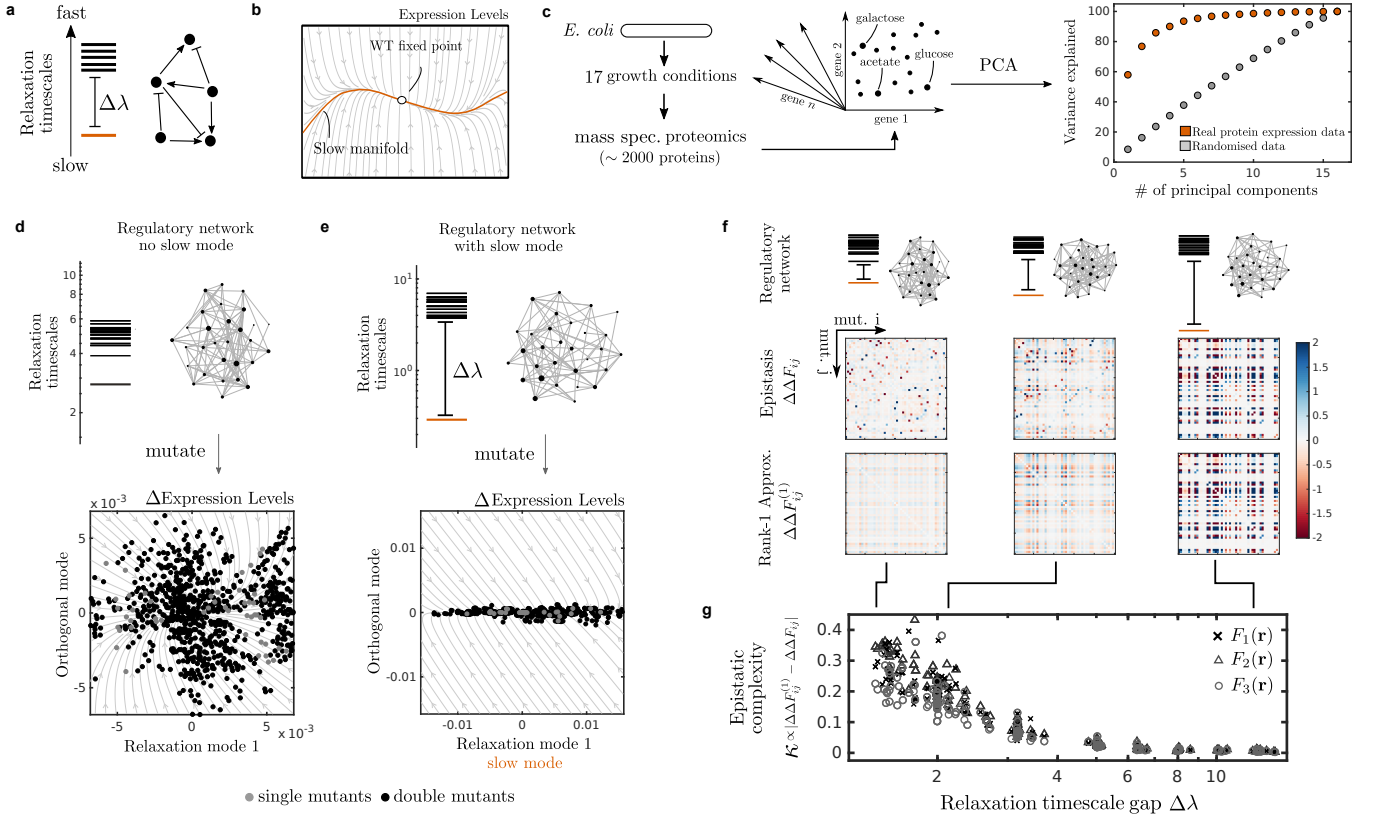 a
fast
Relaxation
timescales
Δλ
slow
b
Expression Levels
WT fixed point
Slow manifold
c
E. coli
17 growth conditions
mass spec. proteomics
(∼ 2000 proteins)
galactose
glucose
acetate
gene 2
gene n
gene 1
PCA
Variance explained
100
80
60
40
20
0
Real protein expression data
Randomised data
0 5 10 15
# of principal components
d
Regulatory network
no slow mode
Relaxation
timescales
10
8
6
4
2
mutate
ΔExpression Levels
x 10⁻³
Orthogonal mode
5
0
-5
-5 0 5 x 10⁻³
Relaxation mode 1
e
Regulatory network
with slow mode
Relaxation
timescales
10¹
10⁰
Δλ
mutate
ΔExpression Levels
Orthogonal mode
0.01
0
-0.01
-0.01 0 0.01
Relaxation mode 1
slow mode
single mutants double mutants
f
Regulatory
network
mut. i
mut. j
Epistasis
ΔΔF_ij
Rank-1 Approx.
ΔΔF_ij^(1)
2
1.5
1
0.5
0
-0.5
-1
-1.5
-2
g
Epistatic
complexity
𝒦 ∝ |ΔΔF_ij^(1) − ΔΔF_ij|
0.4
0.3
0.2
0.1
0
F₁(r)
F₂(r)
F₃(r)
2 4 6 8 10
Relaxation timescale gap Δλ